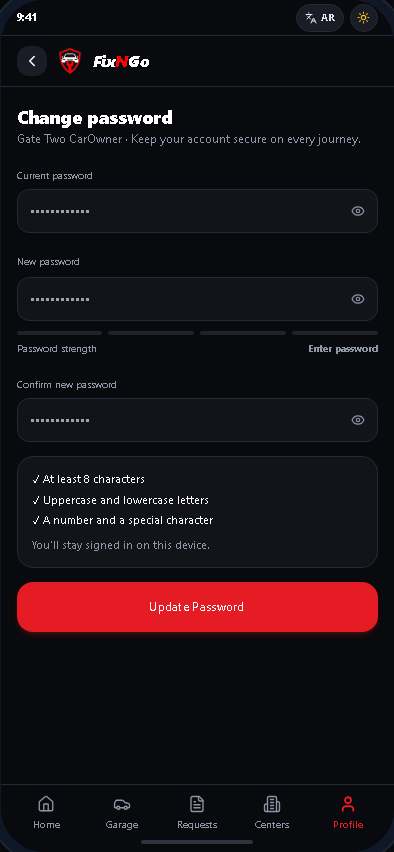 9:41
AR
FixNGo
Change password
Gate Two CarOwner · Keep your account secure on every journey.
Current password
••••••••••••
New password
••••••••••••
Password strength
Enter password
Confirm new password
••••••••••••
✓ At least 8 characters
✓ Uppercase and lowercase letters
✓ A number and a special character
You'll stay signed in on this device.
Update Password
Home
Garage
Requests
Centers
Profile